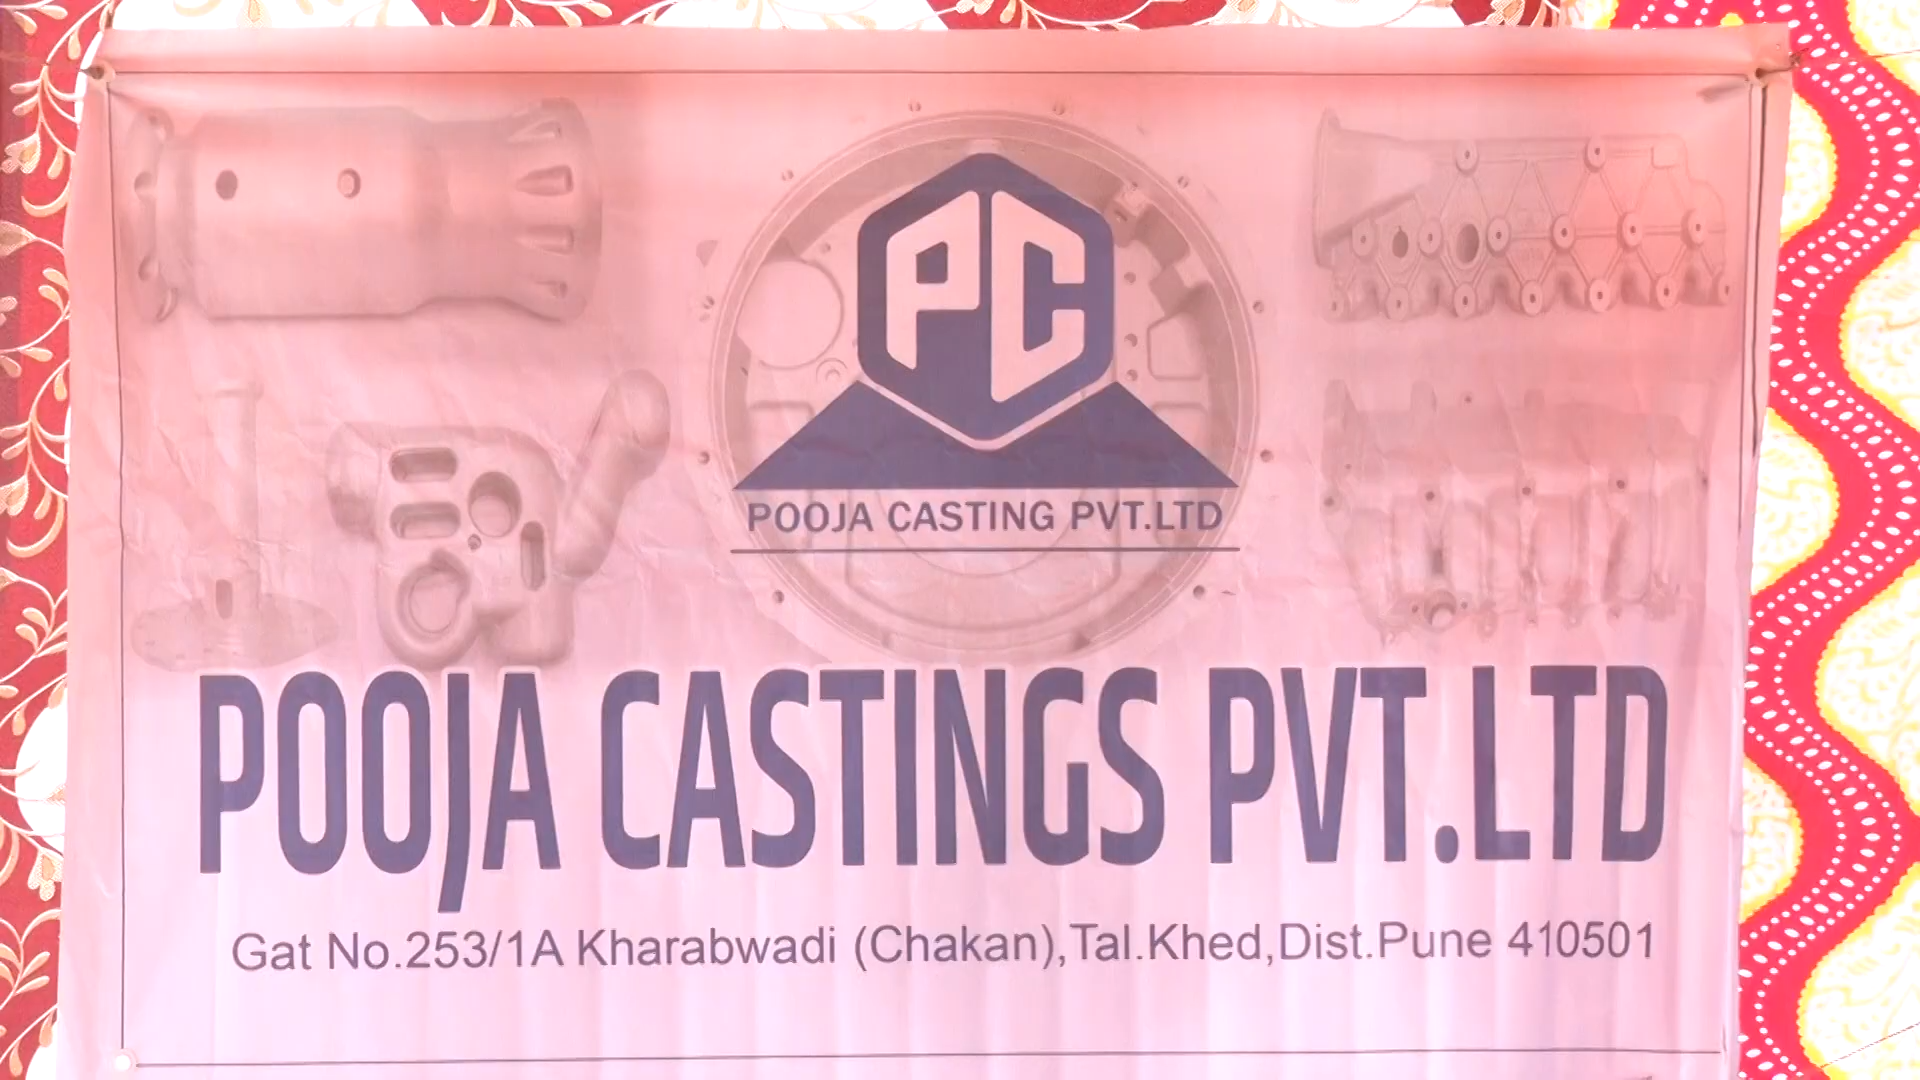 PC
POOJA CASTING PVT.LTD
POOJA CASTINGS PVT.LTD
Gat No.253/1A Kharabwadi (Chakan),Tal.Khed,Dist.Pune 410501